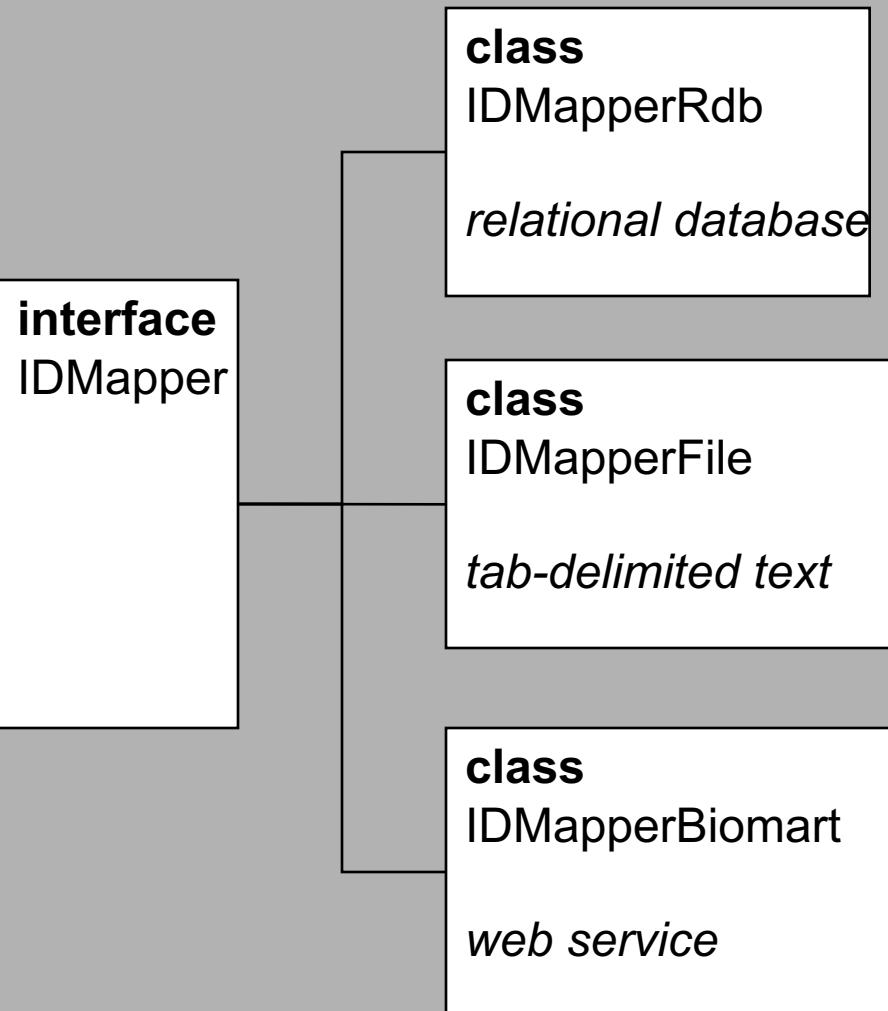 interface
IDMapper
class
IDMapperRdb
relational database
class
IDMapperFile
tab-delimited text
class
IDMapperBiomart
web service